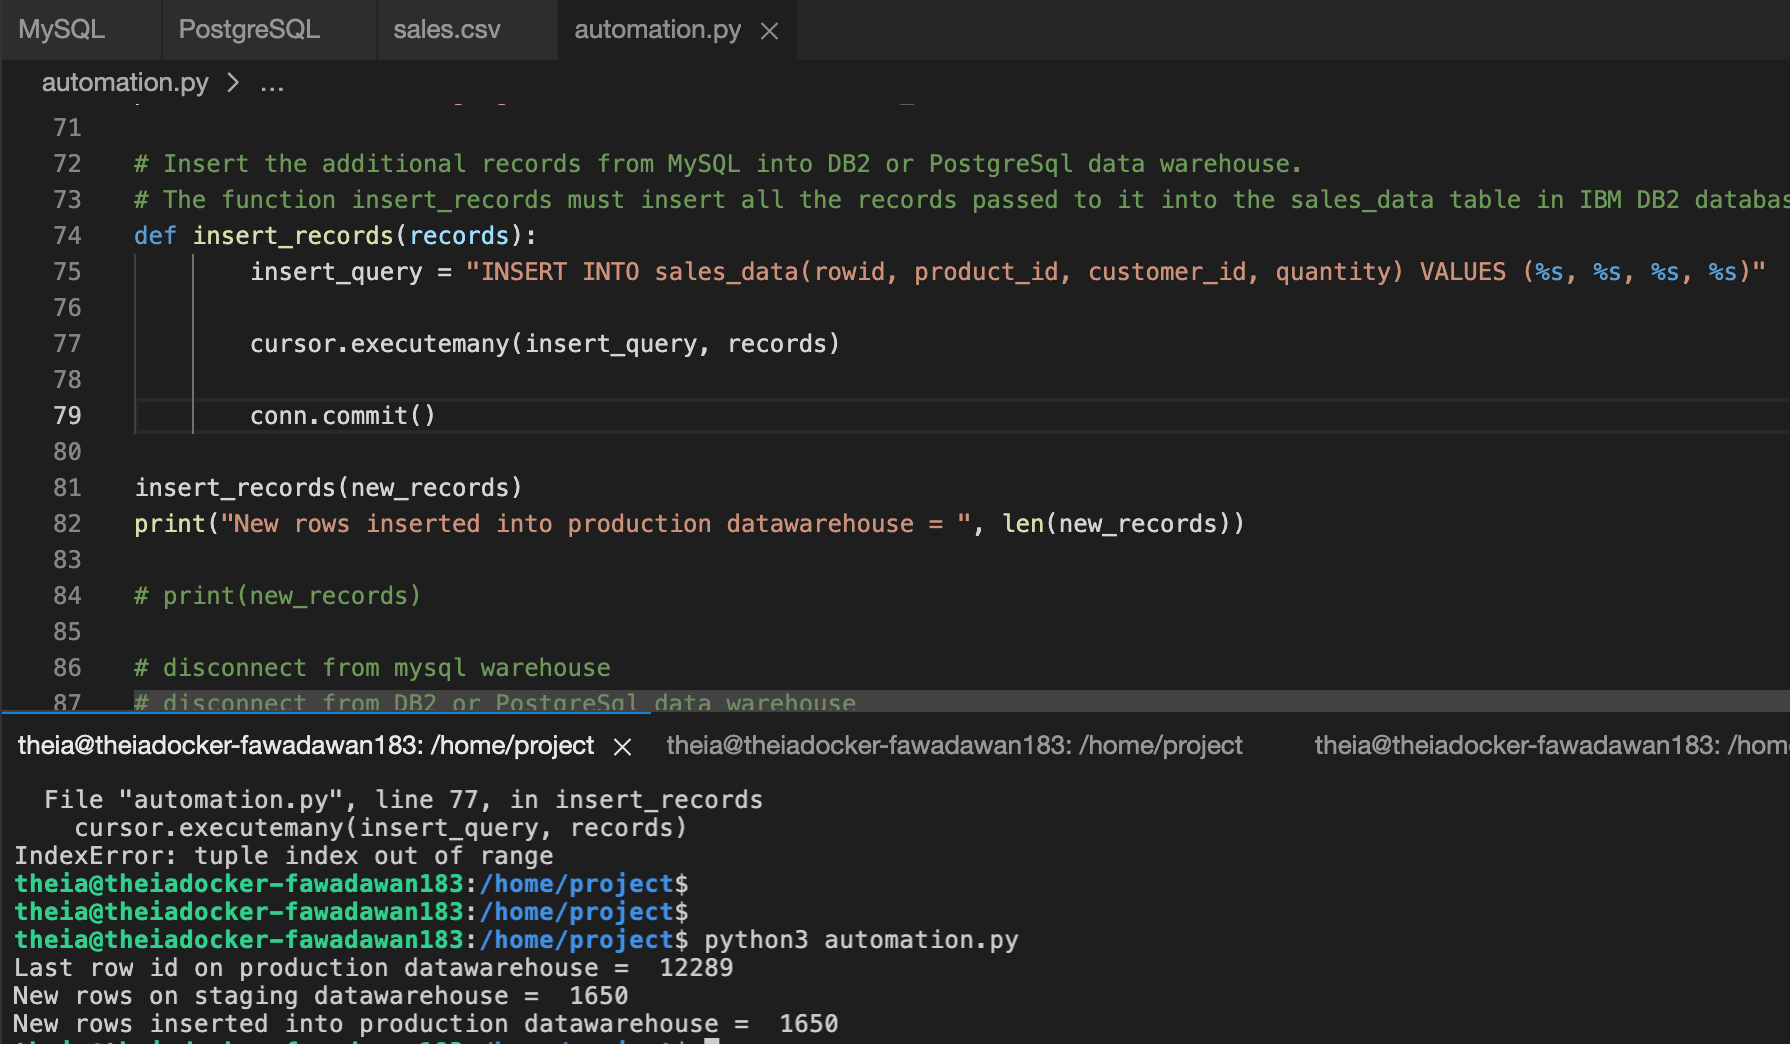 MySQL PostgreSQL sales.csv automation.py
automation.py > ...
71
72 # Insert the additional records from MySQL into DB2 or PostgreSql data warehouse.
73 # The function insert_records must insert all the records passed to it into the sales_data table in IBM DB2 databas
74 def insert_records(records):
75 insert_query = "INSERT INTO sales_data(rowid, product_id, customer_id, quantity) VALUES (%s, %s, %s, %s)"
76
77 cursor.executemany(insert_query, records)
78
79 conn.commit()
80
81 insert_records(new_records)
82 print("New rows inserted into production datawarehouse = ", len(new_records))
83
84 # print(new_records)
85
86 # disconnect from mysql warehouse
87 # disconnect from DB2 or PostgreSql data warehouse
theia@theiadocker-fawadawan183: /home/project theia@theiadocker-fawadawan183: /home/project theia@theiadocker-fawadawan183: /hom
File "automation.py", line 77, in insert_records
cursor.executemany(insert_query, records)
IndexError: tuple index out of range
theia@theiadocker-fawadawan183:/home/project$
theia@theiadocker-fawadawan183:/home/project$
theia@theiadocker-fawadawan183:/home/project$ python3 automation.py
Last row id on production datawarehouse =  12289
New rows on staging datawarehouse =  1650
New rows inserted into production datawarehouse =  1650